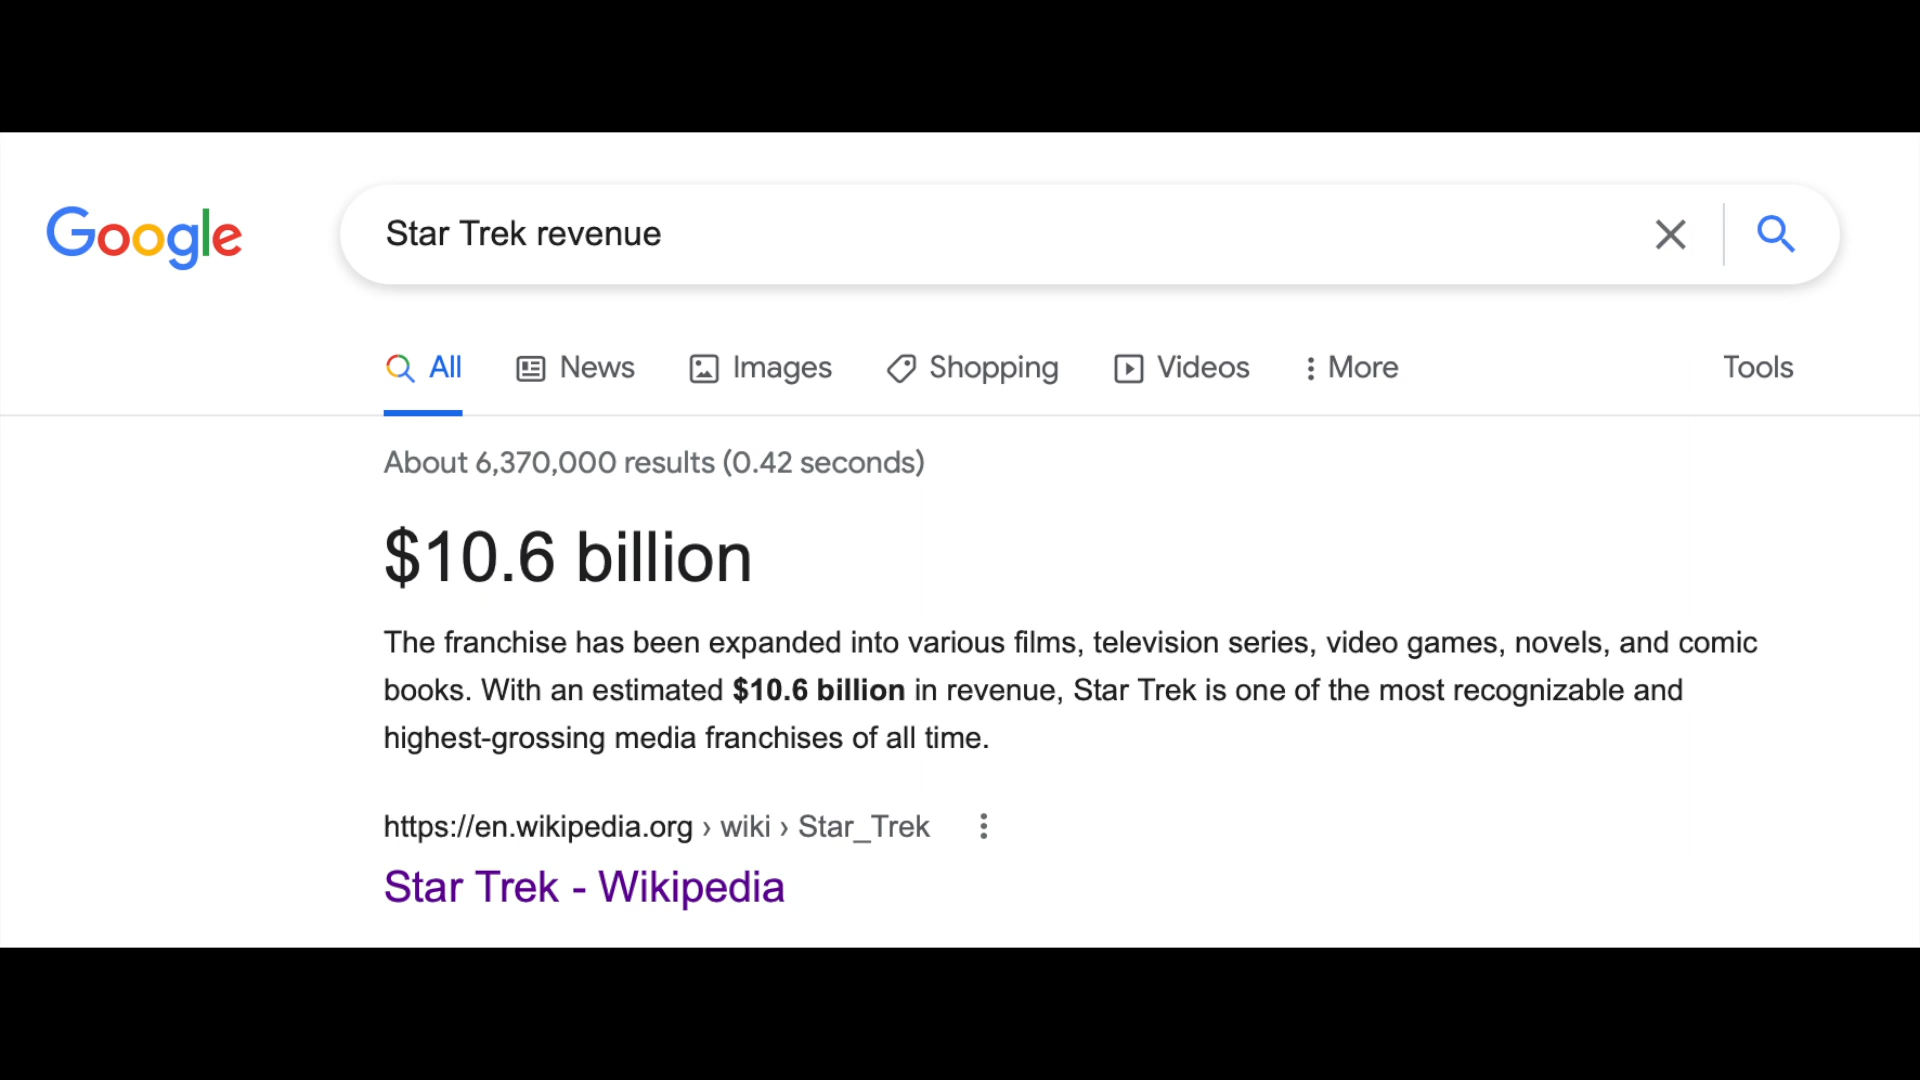 Google
Star Trek revenue
All News Images Shopping Videos More Tools
About 6,370,000 results (0.42 seconds)
$10.6 billion
The franchise has been expanded into various films, television series, video games, novels, and comic
books. With an estimated $10.6 billion in revenue, Star Trek is one of the most recognizable and
highest-grossing media franchises of all time.
https://en.wikipedia.org › wiki › Star_Trek
Star Trek - Wikipedia